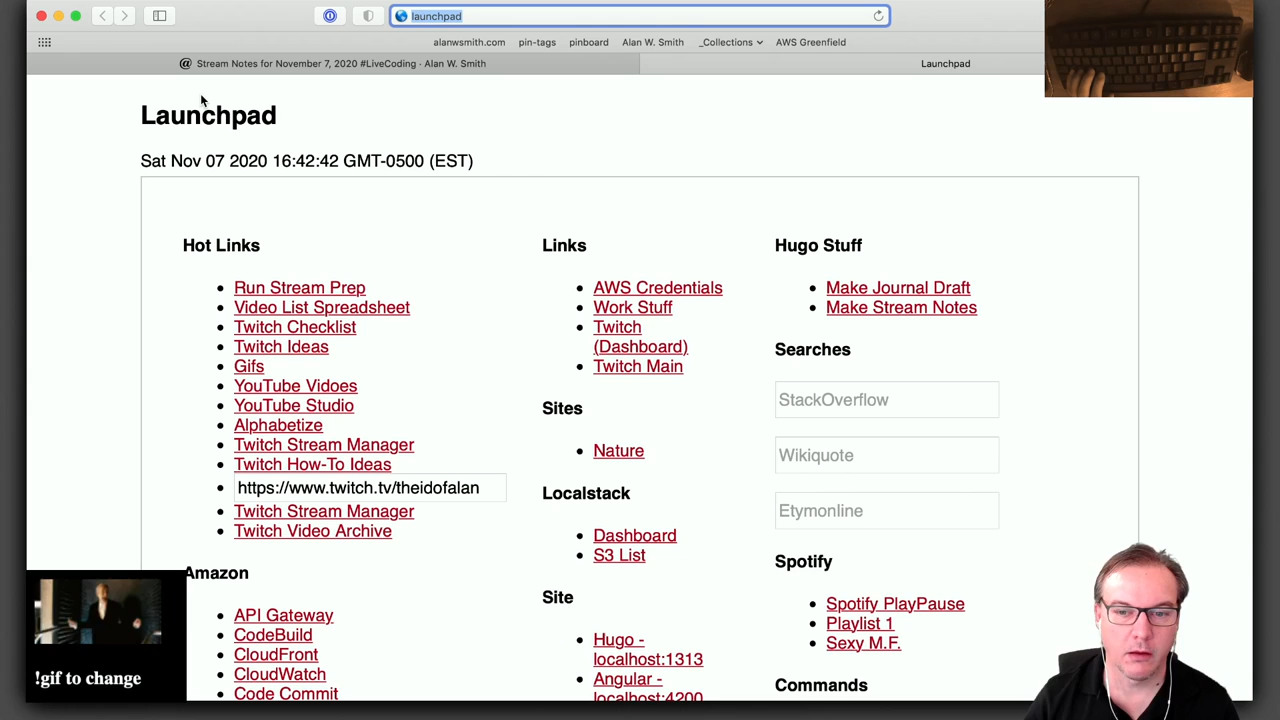 launchpad
alanwsmith.com pin-tags pinboard Alan W. Smith _Collections AWS Greenfield
@ Stream Notes for November 7, 2020 #LiveCoding - Alan W. Smith
Launchpad
Launchpad
Sat Nov 07 2020 16:42:42 GMT-0500 (EST)
Hot Links
Run Stream Prep
Video List Spreadsheet
Twitch Checklist
Twitch Ideas
Gifs
YouTube Vidoes
YouTube Studio
Alphabetize
Twitch Stream Manager
Twitch How-To Ideas
https://www.twitch.tv/theidofalan
Twitch Stream Manager
Twitch Video Archive
Amazon
API Gateway
CodeBuild
CloudFront
CloudWatch
Code Commit
Links
AWS Credentials
Work Stuff
Twitch
(Dashboard)
Twitch Main
Sites
Nature
Localstack
Dashboard
S3 List
Site
Hugo -
localhost:1313
Angular -
localhost:4200
Hugo Stuff
Make Journal Draft
Make Stream Notes
Searches
StackOverflow
Wikiquote
Etymonline
Spotify
Spotify PlayPause
Playlist 1
Sexy M.F.
Commands
!gif to change